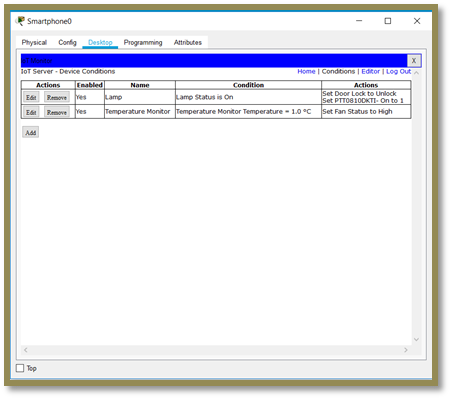 Smartphone0
Physical Config Desktop Programming Attributes
IoT Monitor X
IoT Server - Device Conditions Home | Conditions | Editor | Log Out
Actions Enabled Name Condition Actions
Edit Remove Yes Lamp Lamp Status is On Set Door Lock to Unlock
Set PTT0810DKTI- On to 1
Edit Remove Yes Temperature Monitor Temperature Monitor Temperature = 1.0 °C Set Fan Status to High
Add
Top